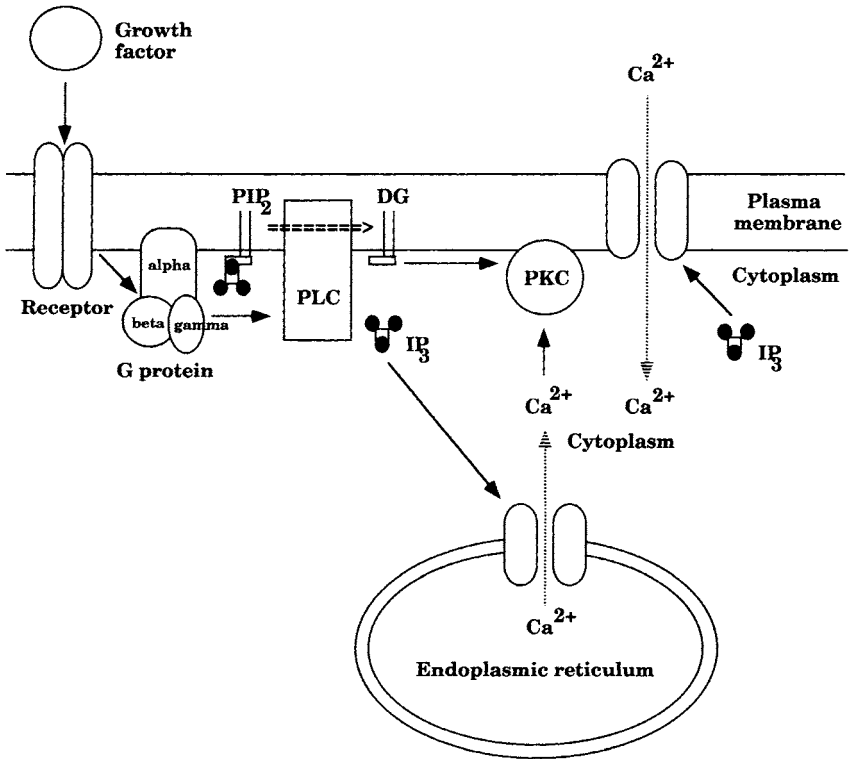 Growth
factor
Ca2+
PIP2
DG
Plasma
membrane
alpha
Cytoplasm
PKC
PLC
Receptor
beta
gamma
IP3
IP3
G protein
Ca2+
Ca2+
Cytoplasm
Ca2+
Endoplasmic reticulum